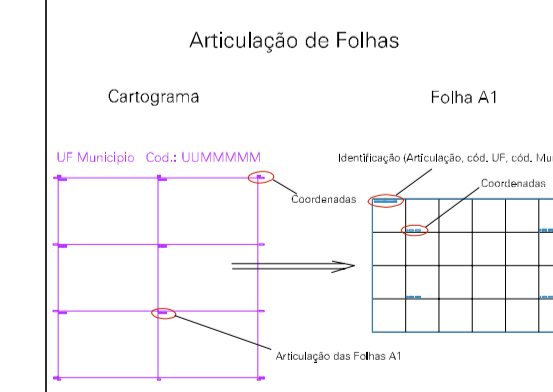 Articulação de Folhas
Cartograma
Folha A1
UF Municipio Cod.: UUMMMMM
Identificação (Articulação, cód. UF, cód. Mu
Coordenadas
Coordenadas
Articulação das Folhas A1